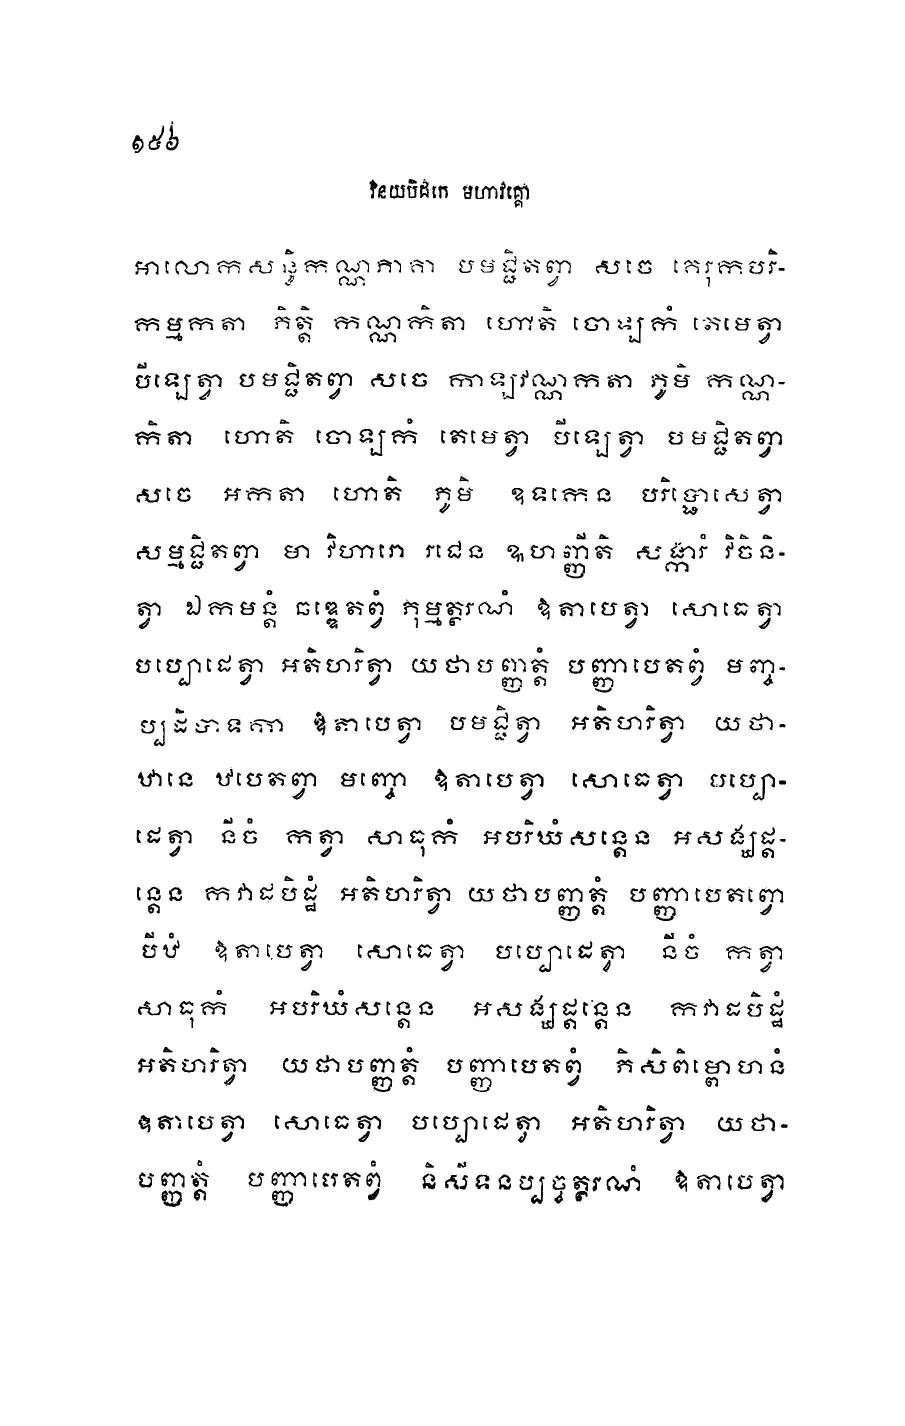 ១៥៦
វិនយបិដកេ មហាវគ្គោ
អាលោកសន្ធិកណ្ណភាគា បមជ្ជិតព្វា សចេ គេរុកបរិ-
កម្មកតា ភិត្តិ កណ្ណកិតា ហោតិ ចោឡកំ តេមេត្វា
បីឡេត្វា បមជ្ជិតព្វា សចេ កាឡវណ្ណកតា ភូមិ កណ្ណ-
កិតា ហោតិ ចោឡកំ តេមេត្វា បីឡេត្វា បមជ្ជិតព្វា
សចេ អកតា ហោតិ ភូមិ ឧទកេន បរិប្ផោសេត្វា
សម្មជ្ជិតព្វា មា វិហារោ រជេន ឩហញ្ញីតិ សង្ការំ វិចិនិ-
ត្វា ឯកមន្តំ ឆឌ្ឌេតព្វំ ភុម្មត្ថរណំ ឱតាបេត្វា សោធេត្វា
បប្ផោដេត្វា អតិហរិត្វា យថាបញ្ញត្តំ បញ្ញាបេតព្វំ មញ្ច-
ប្បដិបាទកា ឱតាបេត្វា បមជ្ជិត្វា អតិហរិត្វា យថា-
ឋានេ ឋបេតព្វា មញ្ចោ ឱតាបេត្វា សោធេត្វា បប្ផោ-
ដេត្វា នីចំ កត្វា សាធុកំ អបរិឃំសន្តេន អសង្ឃដ្ដ-
ន្តេន កវាដបិដ្ឋំ អតិហរិត្វា យថាបញ្ញត្តំ បញ្ញាបេតព្វោ
បីឋំ ឱតាបេត្វា សោធេត្វា បប្ផោដេត្វា នីចំ កត្វា
សាធុកំ អបរិឃំសន្តេន អសង្ឃដ្ដន្តេន កវាដបិដ្ឋំ
អតិហរិត្វា យថាបញ្ញត្តំ បញ្ញាបេតព្វំ ភិសិពិម្ពោហនំ
ឱតាបេត្វា សោធេត្វា បប្ផោដេត្វា អតិហរិត្វា យថា-
បញ្ញត្តំ បញ្ញាបេតព្វំ និសីទនប្បច្ចត្ថរណំ ឱតាបេត្វា